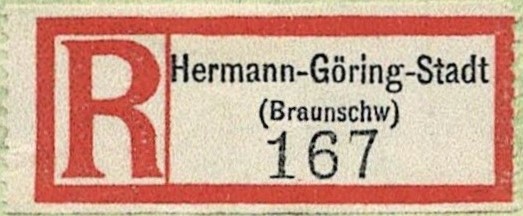 R
Hermann-Göring-Stadt
(Braunschw)
167